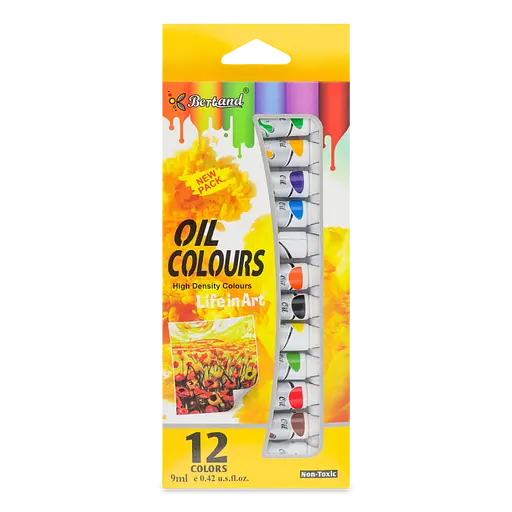 Bertand
NEW
PACK
OIL
COLOURS
High Density Colours
Life in Art
12
COLORS
9ml e 0.42 u.s.fl.oz.
Non-Toxic